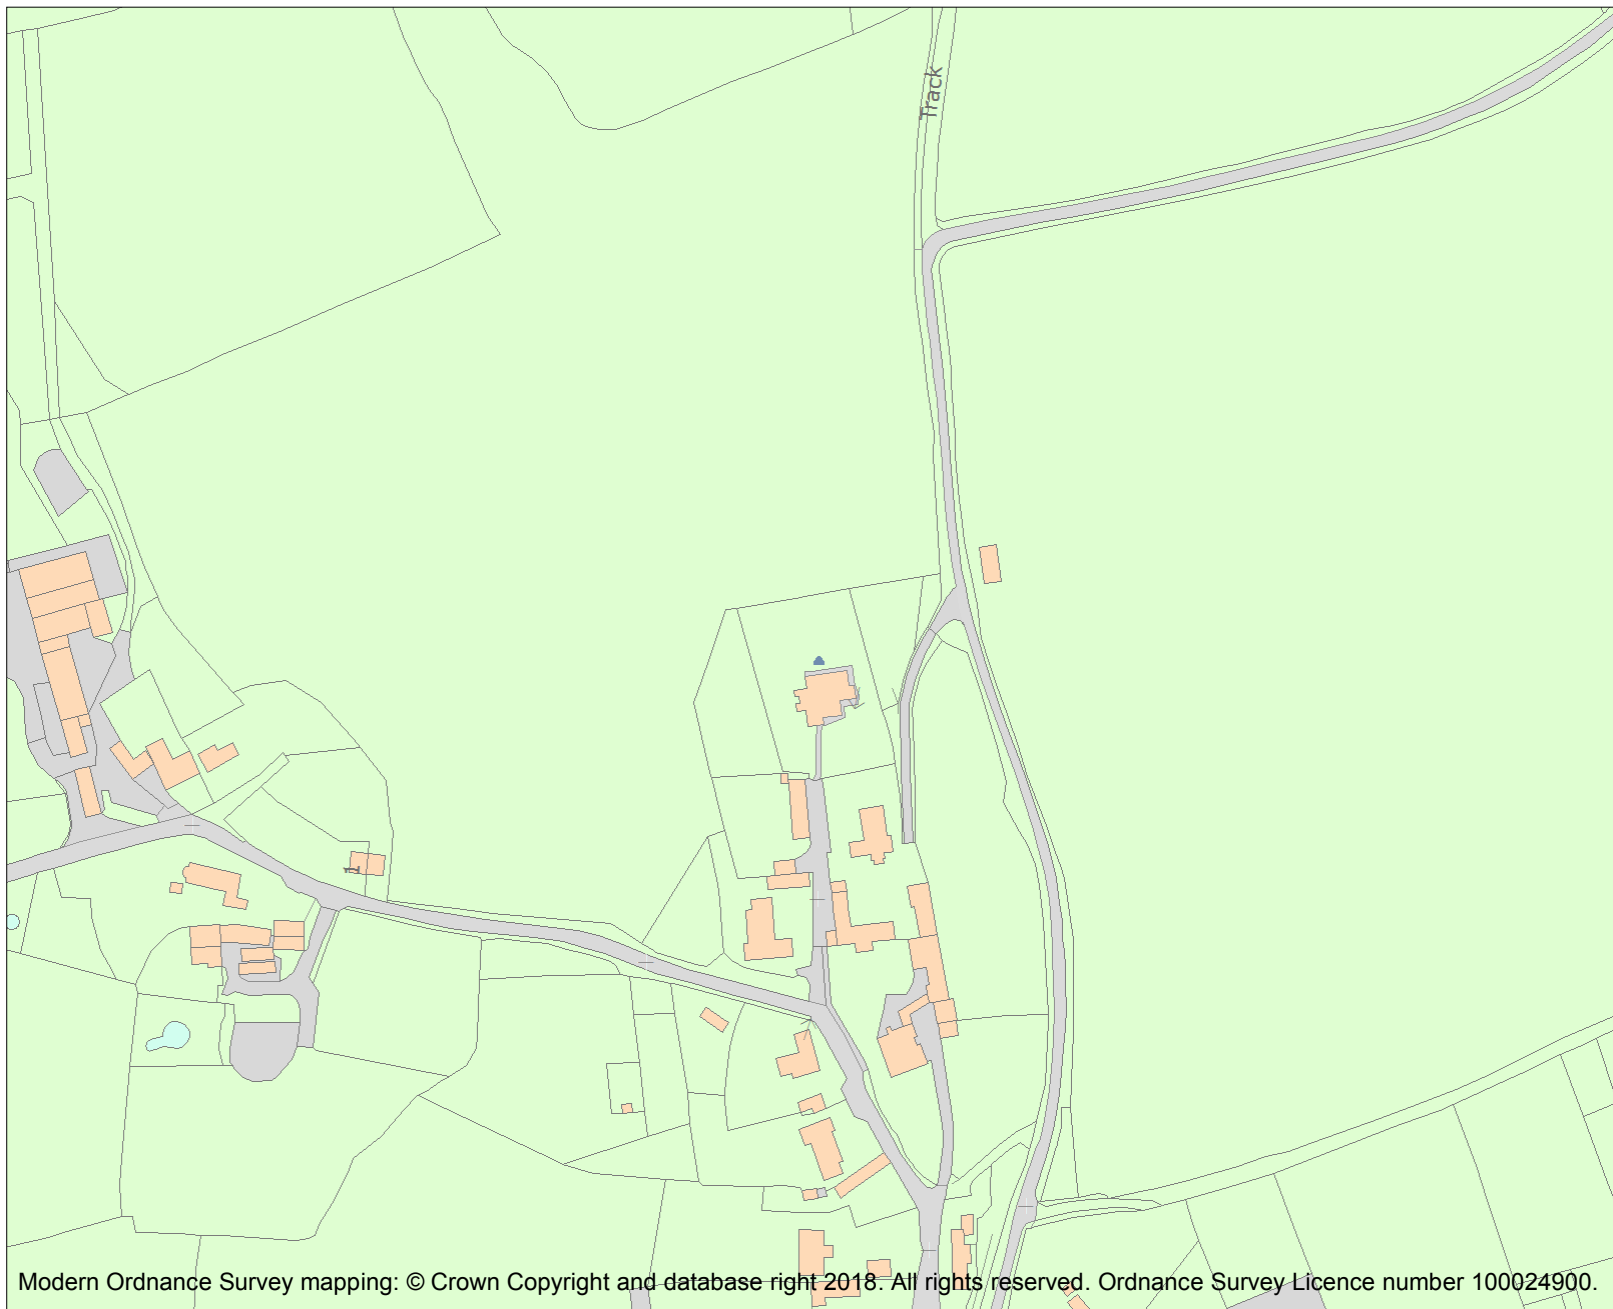 Track
1
Modern Ordnance Survey mapping: © Crown Copyright and database right 2018. All rights reserved. Ordnance Survey Licence number 100024900.